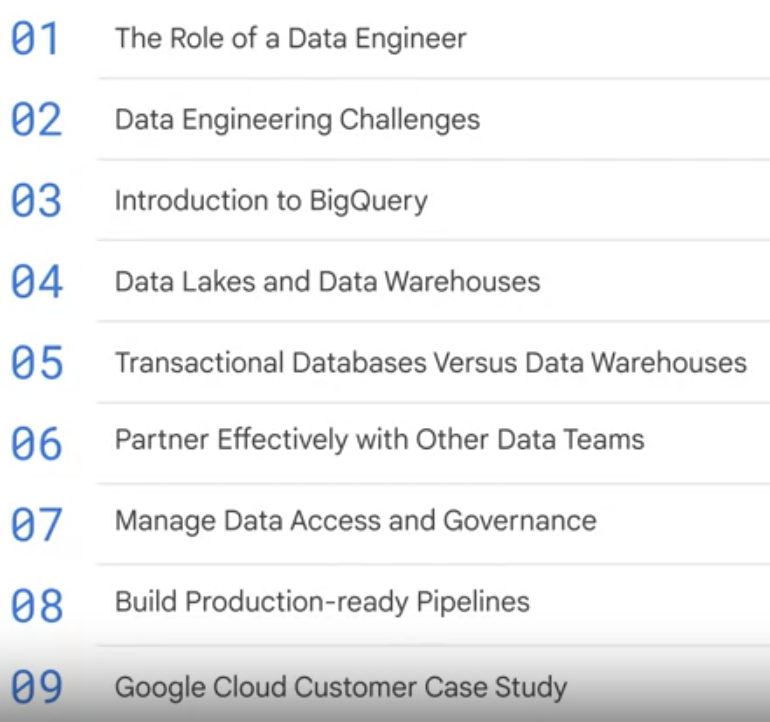 01 The Role of a Data Engineer
02 Data Engineering Challenges
03 Introduction to BigQuery
04 Data Lakes and Data Warehouses
05 Transactional Databases Versus Data Warehouses
06 Partner Effectively with Other Data Teams
07 Manage Data Access and Governance
08 Build Production-ready Pipelines
09 Google Cloud Customer Case Study